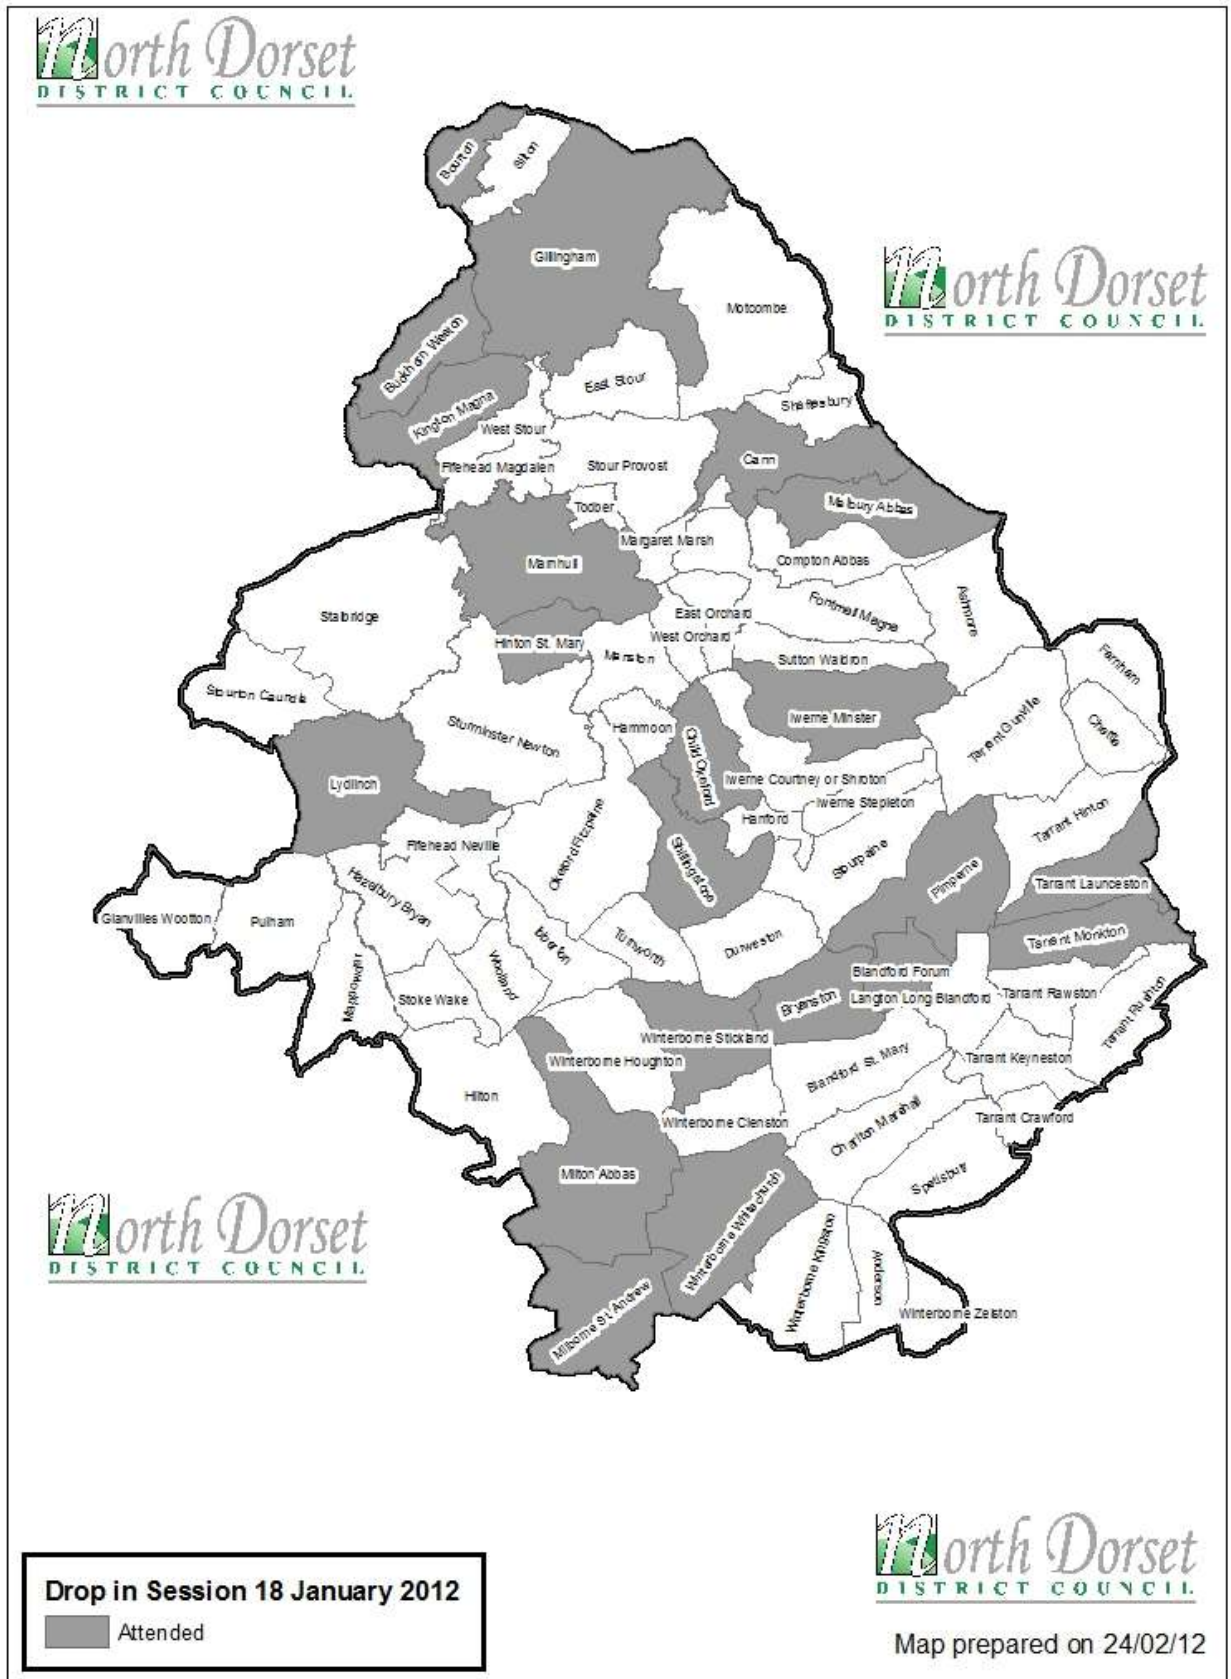 North Dorset
DISTRICT COUNCIL
Bourton
Silton
Gillingham
North Dorset
DISTRICT COUNCIL
Motcombe
Buckhorn Weston
East Stour
Kington Magna
Shaftesbury
West Stour
Fifehead Magdalen
Stour Provost
Cann
Todber
Melbury Abbas
Margaret Marsh
Marnhull
Compton Abbas
Stalbridge
East Orchard
Fontmell Magna
Ashmore
Hinton St. Mary
West Orchard
Manston
Sutton Waldron
Farnham
Stourton Caundle
Sturminster Newton
Hammoon
Iwerne Minster
Tarrant Gunville
Chettle
Child Okeford
Lydlinch
Iwerne Courtney or Shroton
Iwerne Stepleton
Hanford
Tarrant Hinton
Fifehead Neville
Okeford Fitzpaine
Shillingstone
Stourpaine
Pimperne
Tarrant Launceston
Hazelbury Bryan
Glanvilles Wootton
Pulham
Ibberton
Turnworth
Durweston
Tarrant Monkton
Blandford Forum
Mappowder
Stoke Wake
Woolland
Bryanston
Langton Long Blandford
Tarrant Rawston
Tarrant Rushton
Winterborne Stickland
Winterborne Houghton
Blandford St. Mary
Tarrant Keyneston
Hilton
Winterborne Clenston
Charlton Marshall
Tarrant Crawford
Milton Abbas
Spetisbury
Winterborne Whitechurch
North Dorset
DISTRICT COUNCIL
Winterborne Kingston
Anderson
Winterborne Zelston
Milborne St. Andrew
North Dorset
DISTRICT COUNCIL
Drop in Session 18 January 2012
Attended
Map prepared on 24/02/12